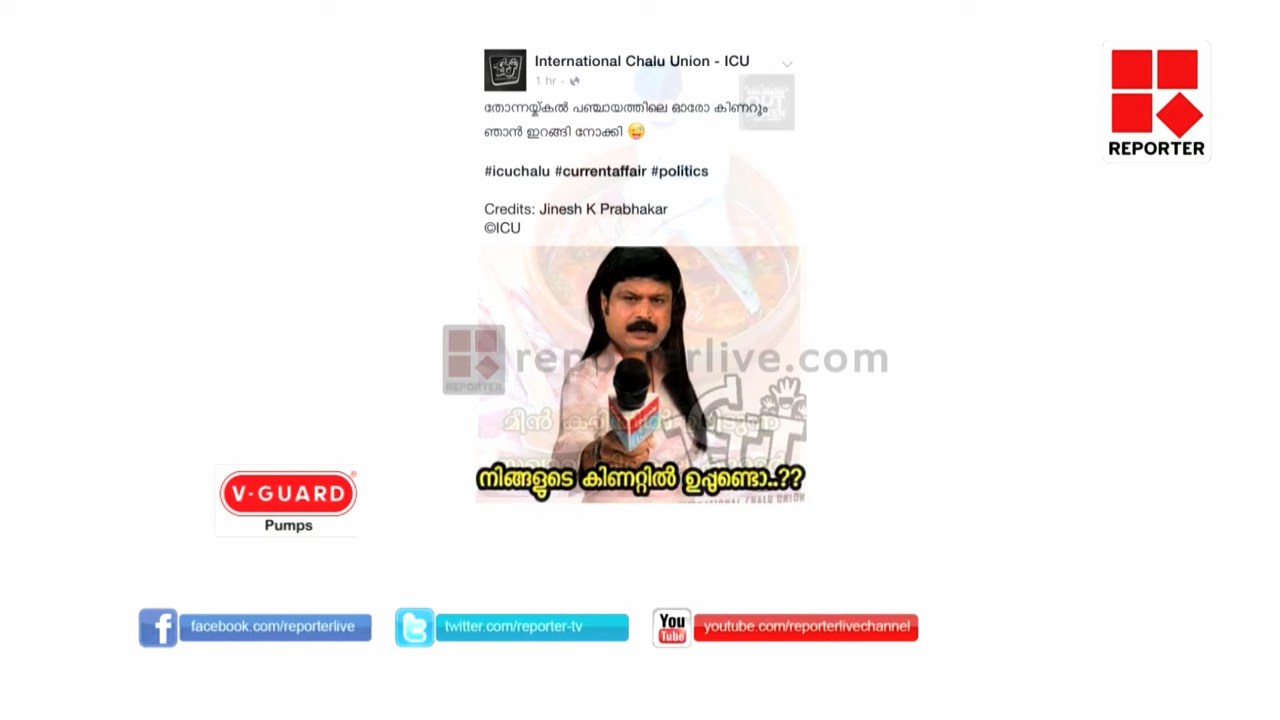 International Chalu Union - ICU
1 hr ·
തോന്നയ്ക്കൽ പഞ്ചായത്തിലെ ഓരോ കിണറും
ഞാൻ ഇറങ്ങി നോക്കി 😜
#icuchalu #currentaffair #politics
Credits: Jinesh K Prabhakar
©ICU
REPORTER
reporterlive.com
REPORTER
നിങ്ങളുടെ കിണറ്റിൽ ഉപ്പുണ്ടൊ..??
V-GUARD®
Pumps
facebook.com/reporterlive
twitter.com/reporter-tv
You
Tube
youtube.com/reporterlivechannel